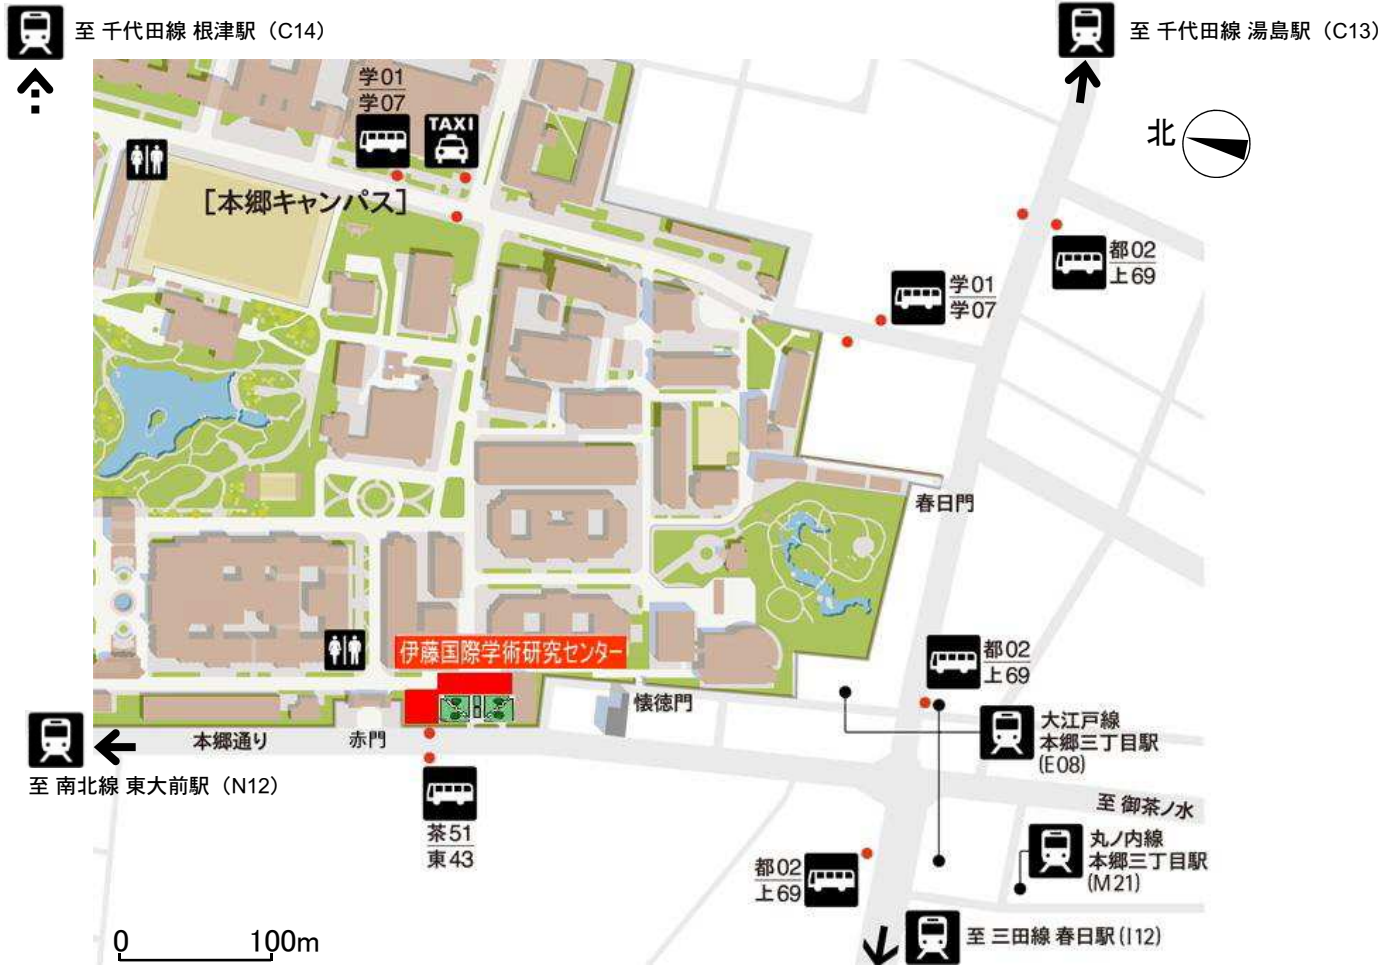 至 千代田線 根津駅（C14）
至 千代田線 湯島駅（C13）
学01
学07
TAXI
北
［本郷キャンパス］
都02
上69
学01
学07
春日門
伊藤国際学術研究センター
都02
上69
懐徳門
大江戸線
本郷三丁目駅
(E08)
本郷通り
赤門
至 南北線 東大前駅（N12）
茶51
東43
至 御茶ノ水
丸ノ内線
本郷三丁目駅
(M21)
都02
上69
至 三田線 春日駅(I12)
0
100m